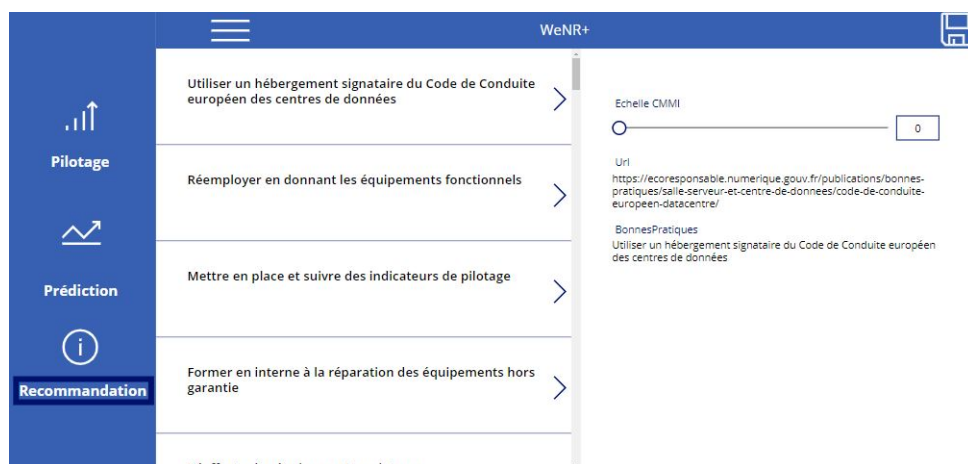 WeNR+
Pilotage
Prédiction
Recommandation
Utiliser un hébergement signataire du Code de Conduite
européen des centres de données
Réemployer en donnant les équipements fonctionnels
Mettre en place et suivre des indicateurs de pilotage
Former en interne à la réparation des équipements hors
garantie
Echelle CMMI
0
Url
https://ecoresponsable.numerique.gouv.fr/publications/bonnes-
pratiques/salle-serveur-et-centre-de-donnees/code-de-conduite-
europeen-datacentre/
BonnesPratiques
Utiliser un hébergement signataire du Code de Conduite européen
des centres de données